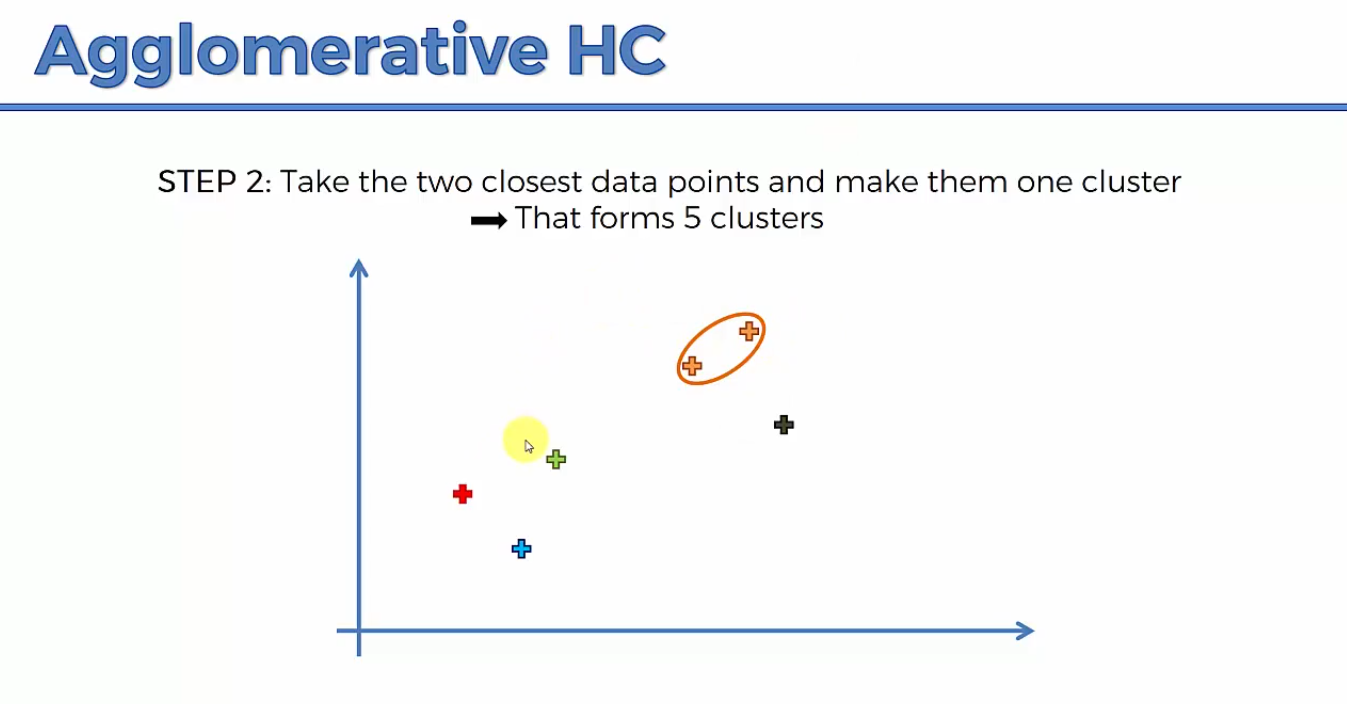 Agglomerative HC
STEP 2: Take the two closest data points and make them one cluster
➡ That forms 5 clusters